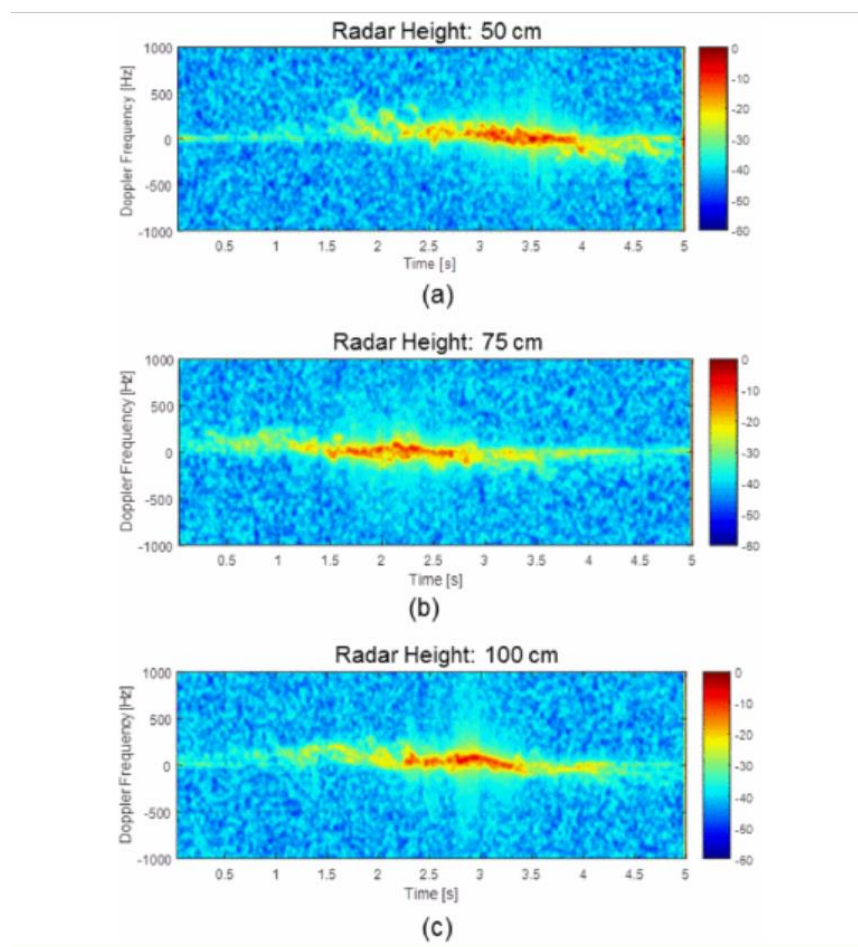 Radar Height: 50 cm
Doppler Frequency [Hz]
1000
500
0
-500
-1000
0.5 1 1.5 2 2.5 3 3.5 4 4.5 5
Time [s]
0
-10
-20
-30
-40
-50
-60
(a)
Radar Height: 75 cm
Doppler Frequency [Hz]
1000
500
0
-500
-1000
0.5 1 1.5 2 2.5 3 3.5 4 4.5 5
Time [s]
0
-10
-20
-30
-40
-50
-60
(b)
Radar Height: 100 cm
Doppler Frequency [Hz]
1000
500
0
-500
-1000
0.5 1 1.5 2 2.5 3 3.5 4 4.5 5
Time [s]
0
-10
-20
-30
-40
-50
-60
(c)